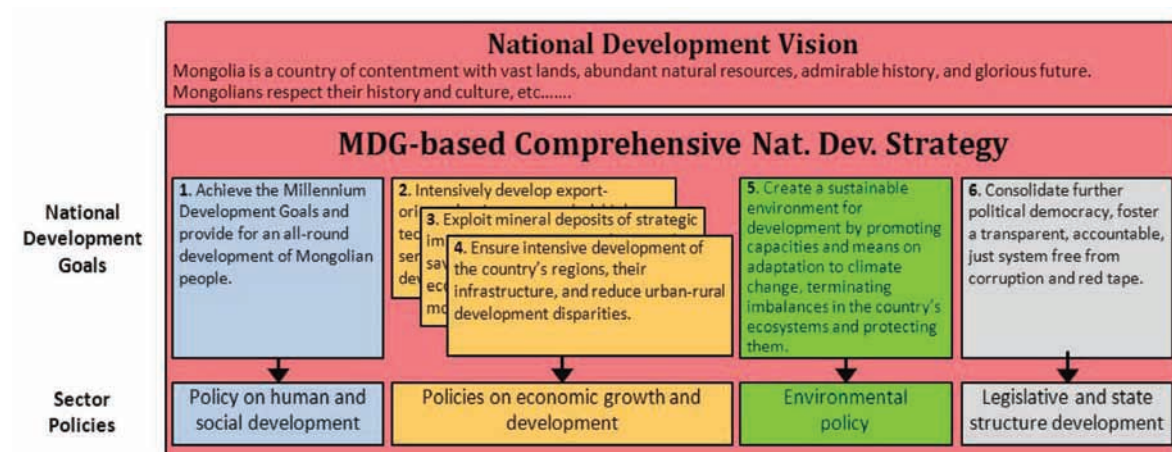 National Development Vision
Mongolia is a country of contentment with vast lands, abundant natural resources, admirable history, and glorious future.
Mongolians respect their history and culture, etc…….
MDG-based Comprehensive Nat. Dev. Strategy
National
Development
Goals
1. Achieve the Millennium
Development Goals and
provide for an all-round
development of Mongolian
people.
2. Intensively develop export-
3. Exploit mineral deposits of strategic
4. Ensure intensive development of
the country's regions, their
infrastructure, and reduce urban-rural
development disparities.
5. Create a sustainable
environment for
development by promoting
capacities and means on
adaptation to climate
change, terminating
imbalances in the country's
ecosystems and protecting
them.
6. Consolidate further
political democracy, foster
a transparent, accountable,
just system free from
corruption and red tape.
Sector
Policies
Policy on human and
social development
Policies on economic growth and
development
Environmental
policy
Legislative and state
structure development